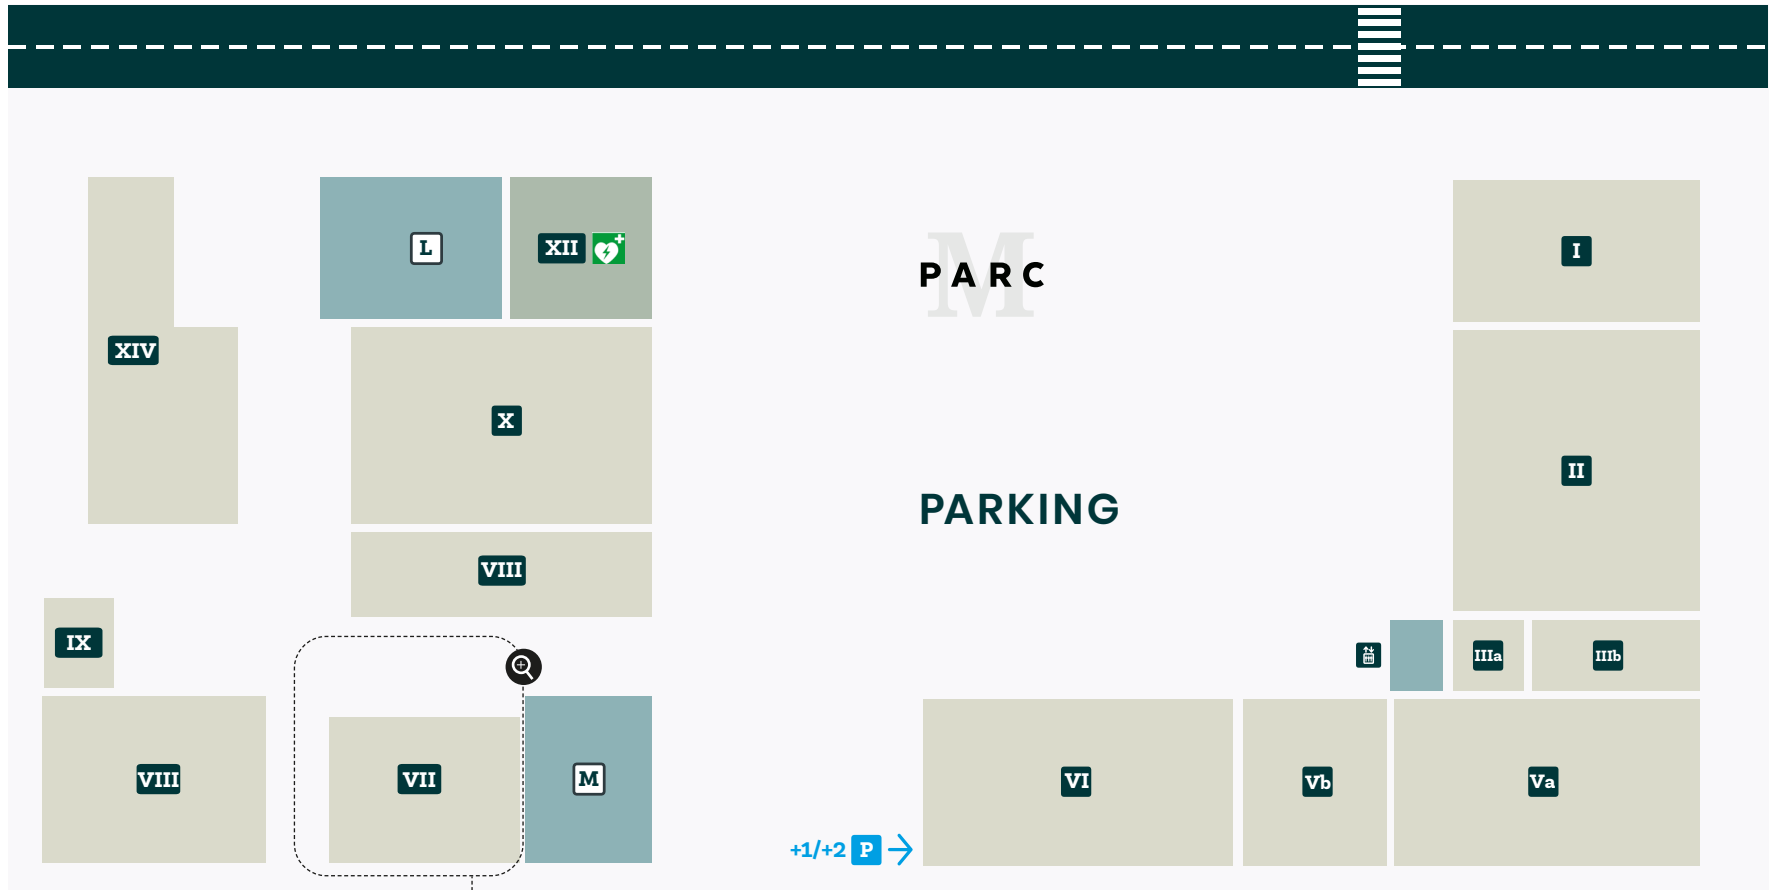 L
XII
M
PARC
I
XIV
X
II
PARKING
VIII
IX
IIIa
IIIb
VIII
VII
M
VI
Vb
Va
+1/+2 P